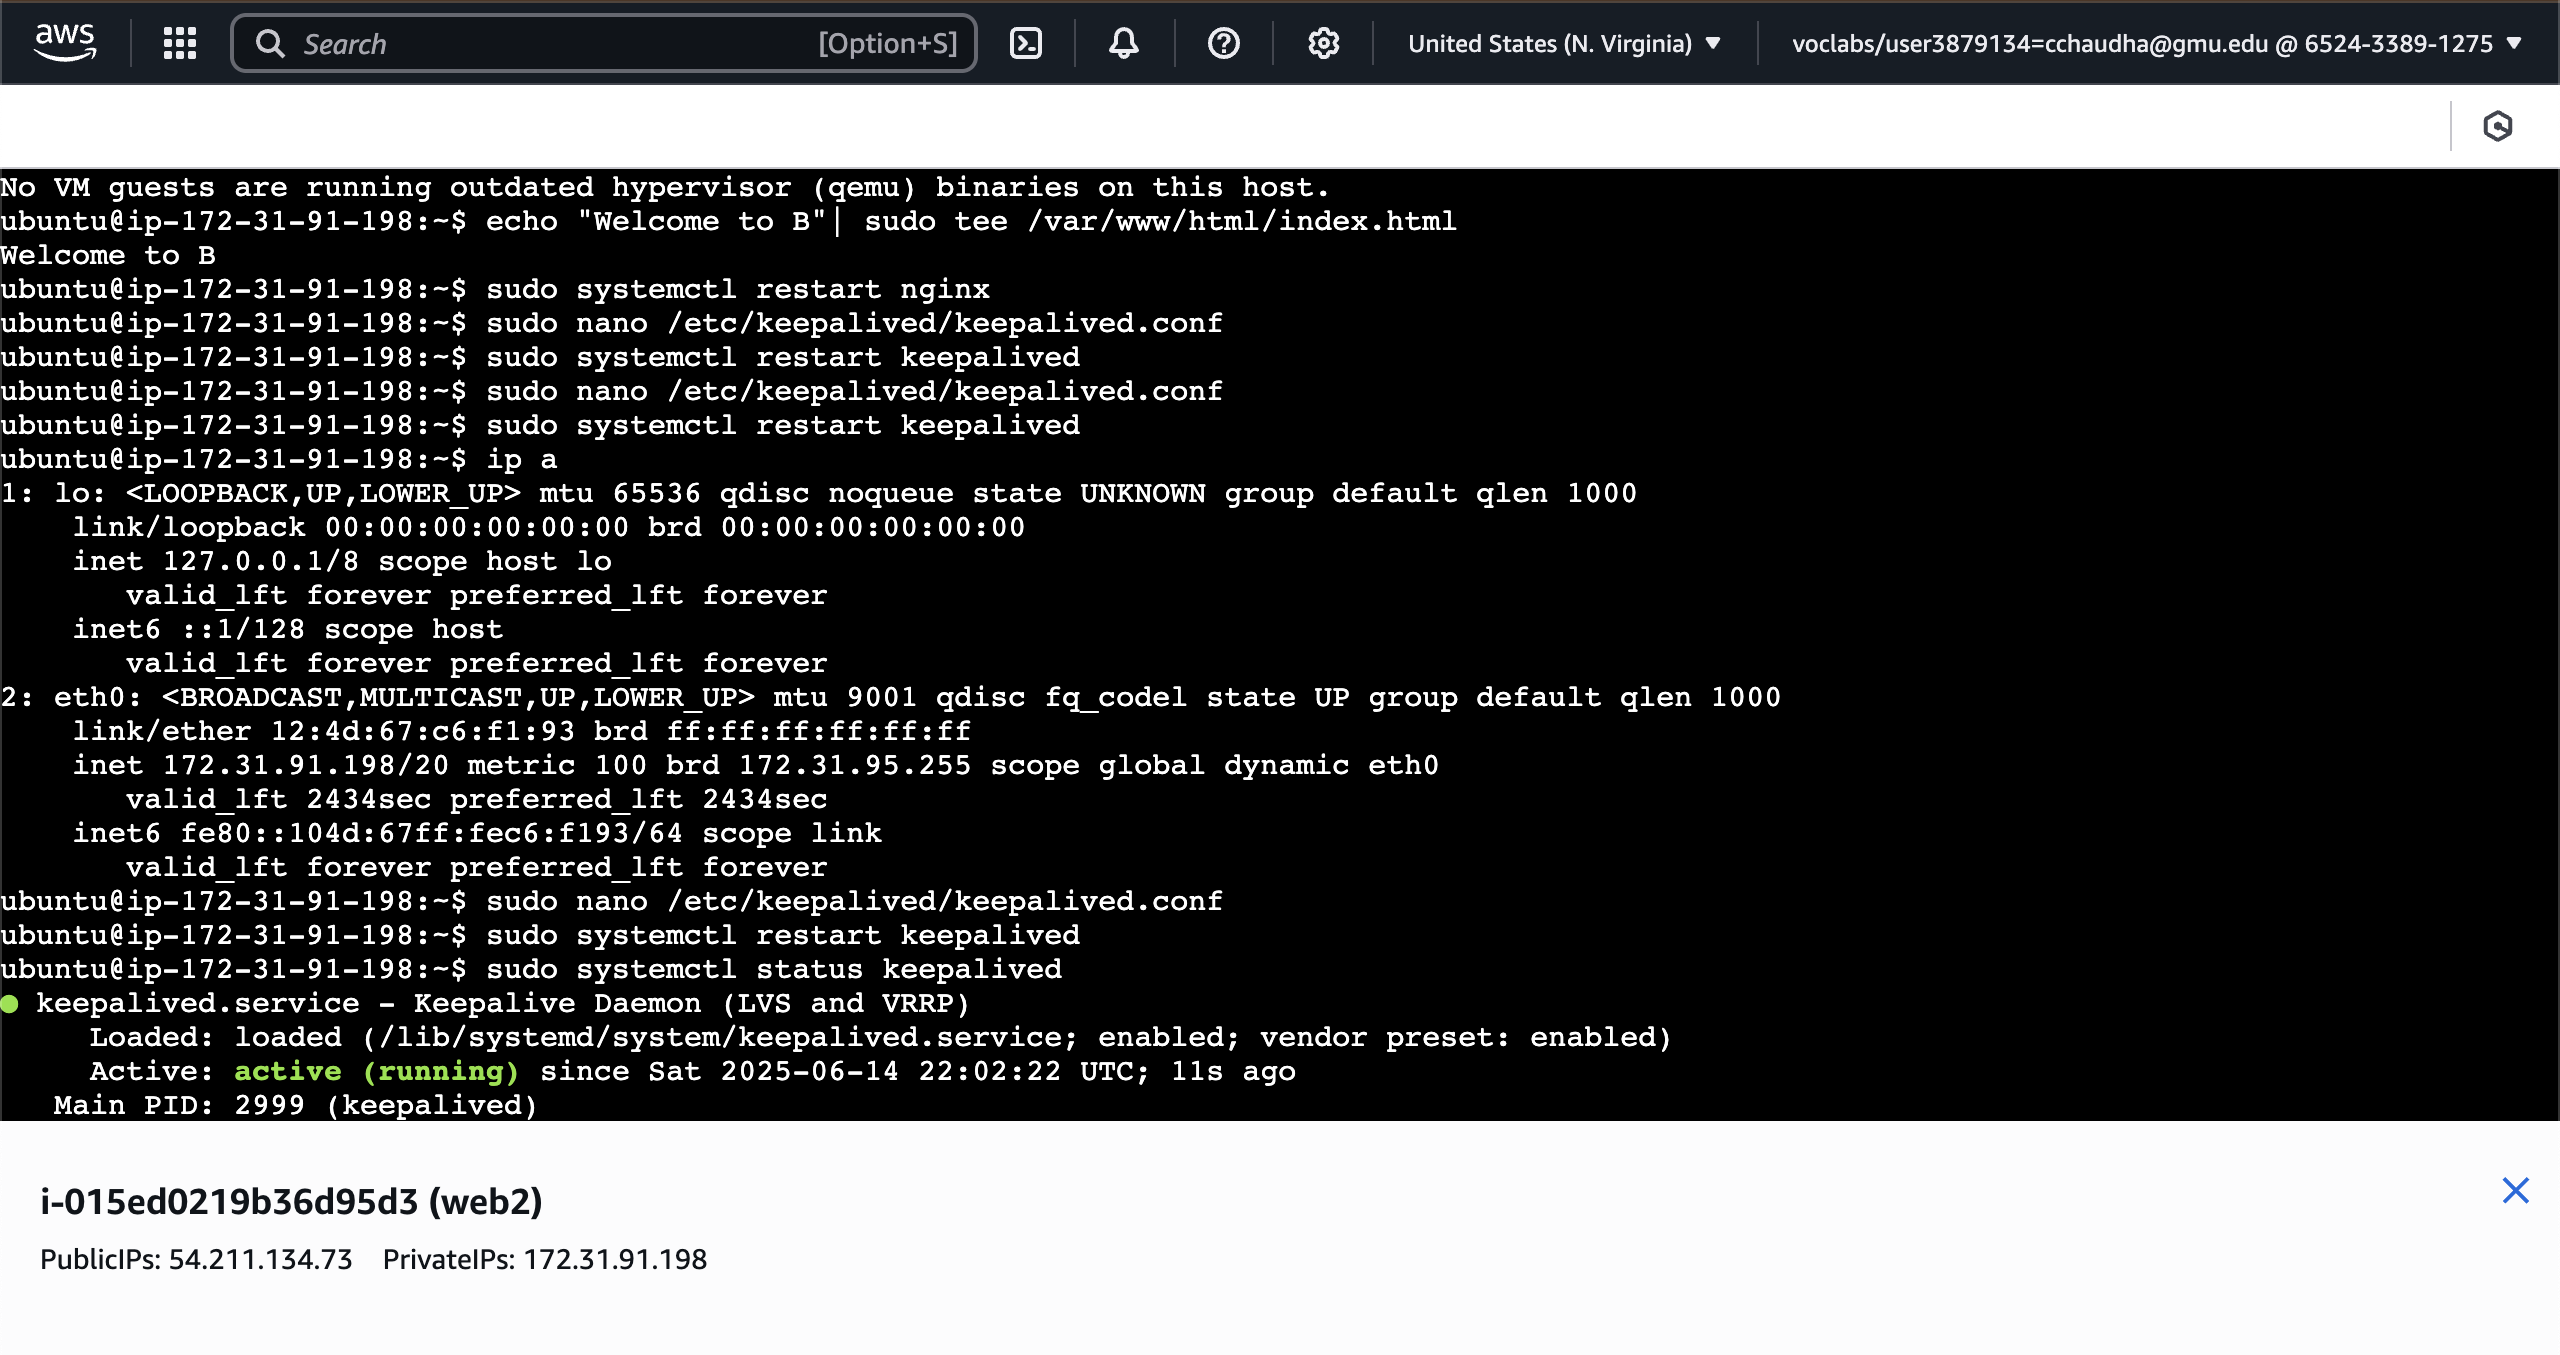 aws
Search [Option+S]
United States (N. Virginia)
voclabs/user3879134=cchaudha@gmu.edu @ 6524-3389-1275
No VM guests are running outdated hypervisor (qemu) binaries on this host.
ubuntu@ip-172-31-91-198:~$ echo "Welcome to B"| sudo tee /var/www/html/index.html
Welcome to B
ubuntu@ip-172-31-91-198:~$ sudo systemctl restart nginx
ubuntu@ip-172-31-91-198:~$ sudo nano /etc/keepalived/keepalived.conf
ubuntu@ip-172-31-91-198:~$ sudo systemctl restart keepalived
ubuntu@ip-172-31-91-198:~$ sudo nano /etc/keepalived/keepalived.conf
ubuntu@ip-172-31-91-198:~$ sudo systemctl restart keepalived
ubuntu@ip-172-31-91-198:~$ ip a
1: lo: <LOOPBACK,UP,LOWER_UP> mtu 65536 qdisc noqueue state UNKNOWN group default qlen 1000
    link/loopback 00:00:00:00:00:00 brd 00:00:00:00:00:00
    inet 127.0.0.1/8 scope host lo
       valid_lft forever preferred_lft forever
    inet6 ::1/128 scope host
       valid_lft forever preferred_lft forever
2: eth0: <BROADCAST,MULTICAST,UP,LOWER_UP> mtu 9001 qdisc fq_codel state UP group default qlen 1000
    link/ether 12:4d:67:c6:f1:93 brd ff:ff:ff:ff:ff:ff
    inet 172.31.91.198/20 metric 100 brd 172.31.95.255 scope global dynamic eth0
       valid_lft 2434sec preferred_lft 2434sec
    inet6 fe80::104d:67ff:fec6:f193/64 scope link
       valid_lft forever preferred_lft forever
ubuntu@ip-172-31-91-198:~$ sudo nano /etc/keepalived/keepalived.conf
ubuntu@ip-172-31-91-198:~$ sudo systemctl restart keepalived
ubuntu@ip-172-31-91-198:~$ sudo systemctl status keepalived
● keepalived.service - Keepalive Daemon (LVS and VRRP)
     Loaded: loaded (/lib/systemd/system/keepalived.service; enabled; vendor preset: enabled)
     Active: active (running) since Sat 2025-06-14 22:02:22 UTC; 11s ago
   Main PID: 2999 (keepalived)
i-015ed0219b36d95d3 (web2)
PublicIPs: 54.211.134.73 PrivateIPs: 172.31.91.198